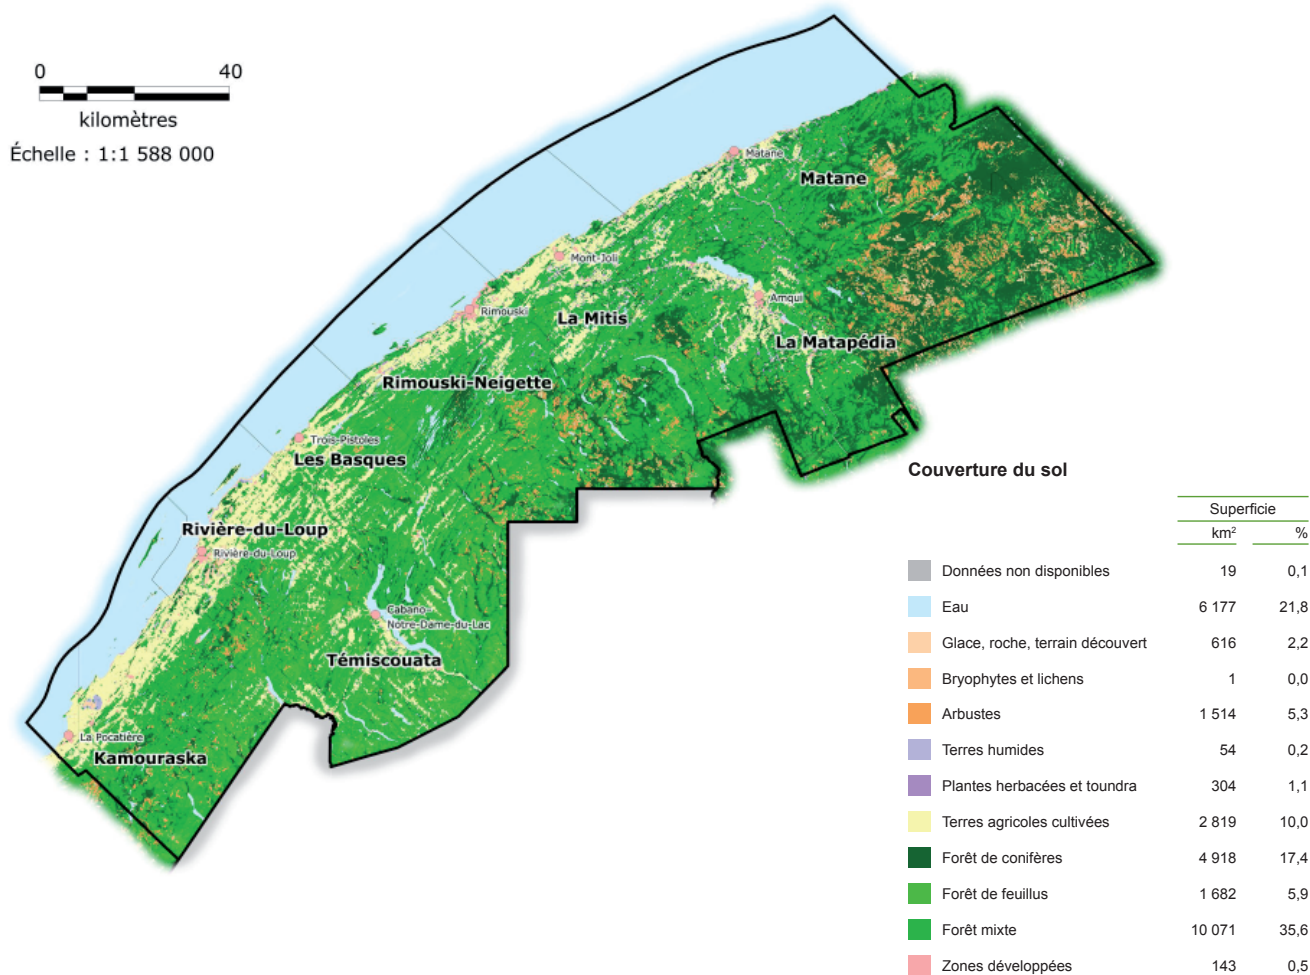 0 40
kilomètres
Échelle : 1:1 588 000
Matane
Matane
Mont-Joli
Amqui
Rimouski
La Mitis
La Matapédia
Rimouski-Neigette
Trois-Pistoles
Les Basques
Rivière-du-Loup
Rivière-du-Loup
Cabano-
Notre-Dame-du-Lac
Témiscouata
La Pocatière
Kamouraska
Couverture du sol
Superficie
km² %
Données non disponibles 19 0,1
Eau 6 177 21,8
Glace, roche, terrain découvert 616 2,2
Bryophytes et lichens 1 0,0
Arbustes 1 514 5,3
Terres humides 54 0,2
Plantes herbacées et toundra 304 1,1
Terres agricoles cultivées 2 819 10,0
Forêt de conifères 4 918 17,4
Forêt de feuillus 1 682 5,9
Forêt mixte 10 071 35,6
Zones développées 143 0,5